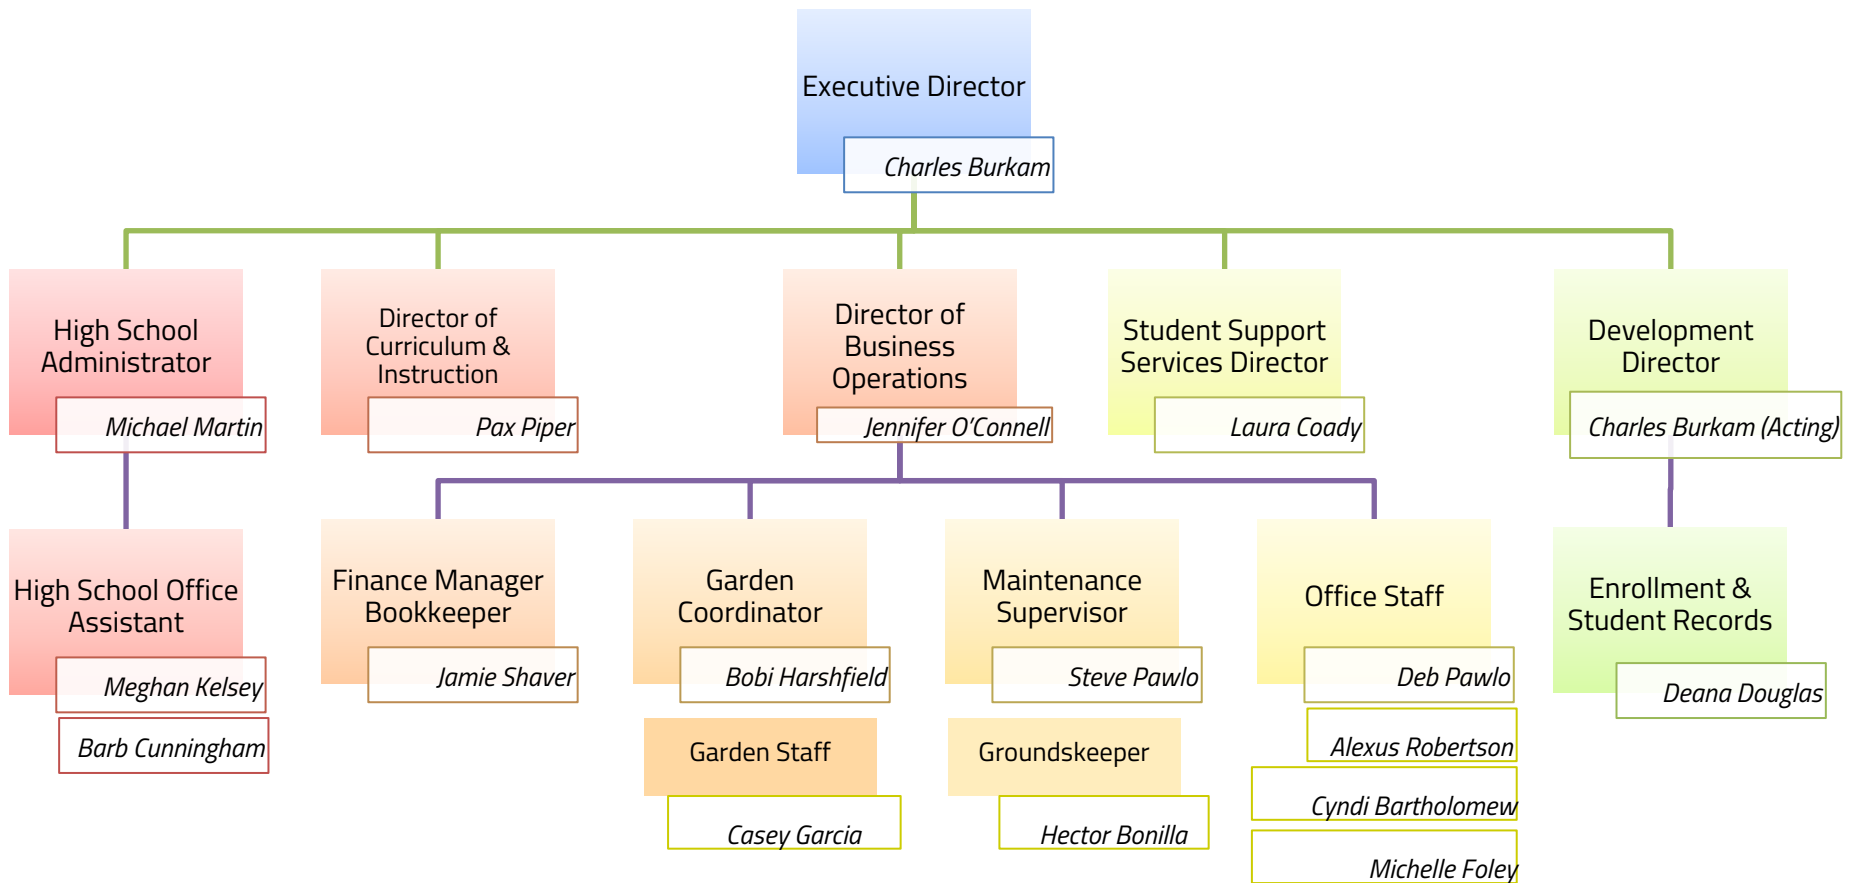 Executive Director
Charles Burkam
High School
Administrator
Michael Martin
Director of
Curriculum &
Instruction
Pax Piper
Director of
Business
Operations
Jennifer O’Connell
Student Support
Services Director
Laura Coady
Development
Director
Charles Burkam (Acting)
High School Office
Assistant
Meghan Kelsey
Barb Cunningham
Finance Manager
Bookkeeper
Jamie Shaver
Garden
Coordinator
Bobi Harshfield
Garden Staff
Casey Garcia
Maintenance
Supervisor
Steve Pawlo
Groundskeeper
Hector Bonilla
Office Staff
Deb Pawlo
Alexus Robertson
Cyndi Bartholomew
Michelle Foley
Enrollment &
Student Records
Deana Douglas